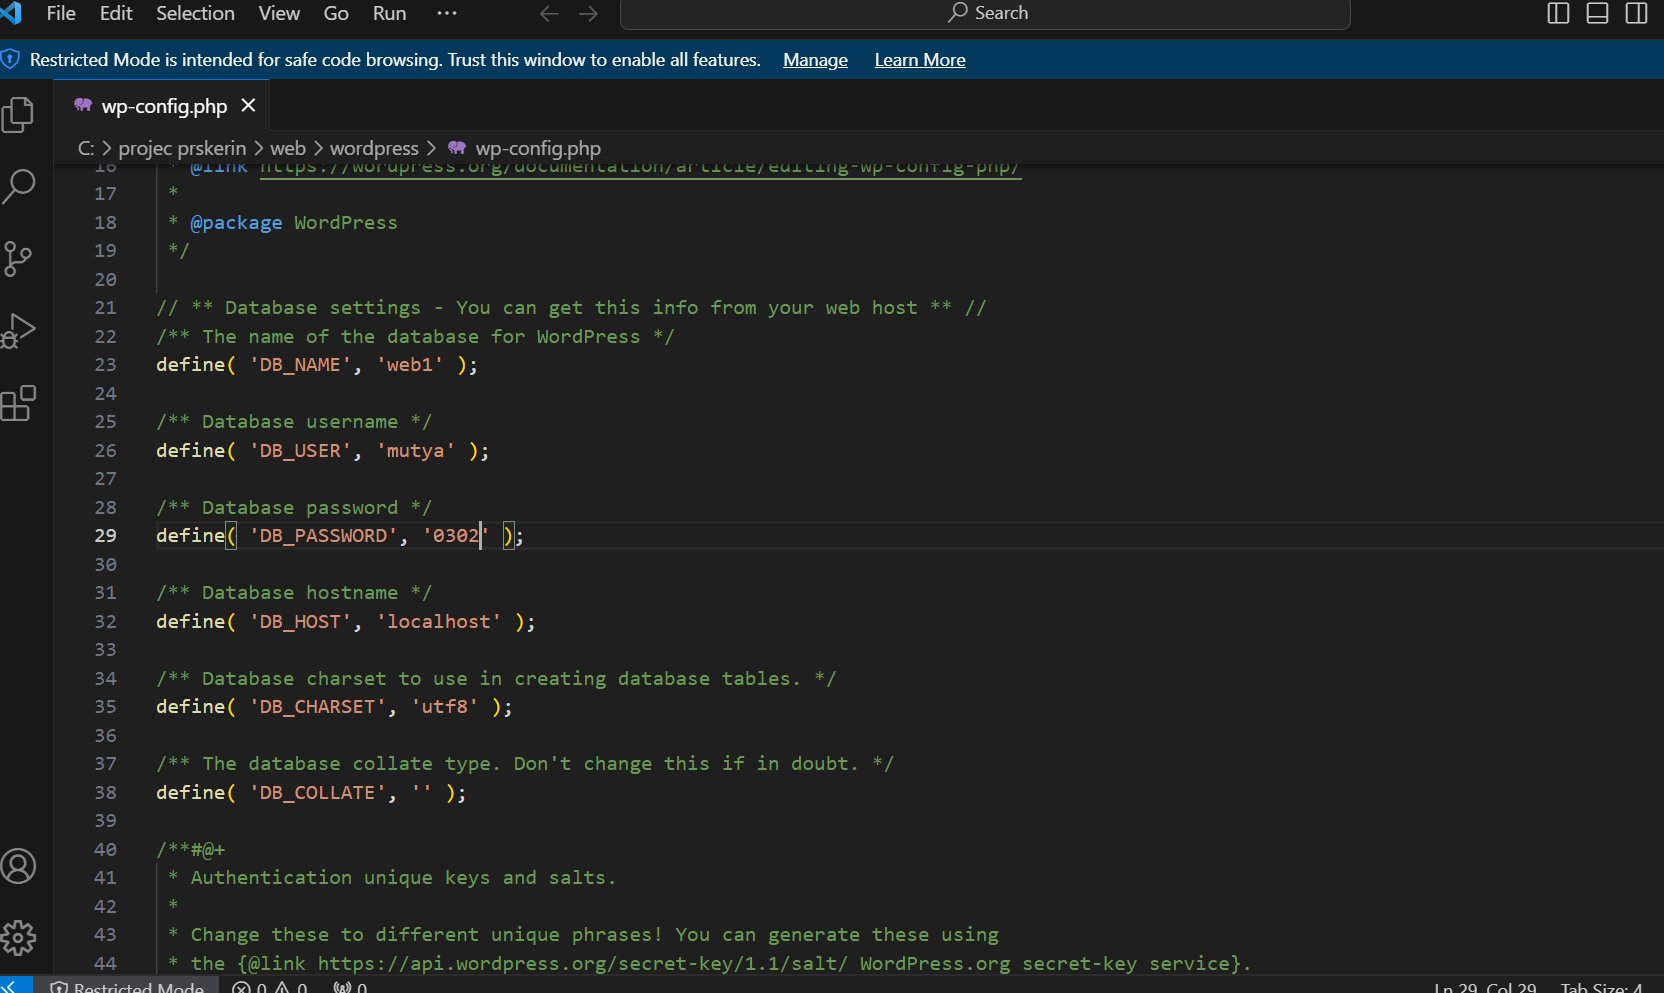 File Edit Selection View Go Run ··· Search
Restricted Mode is intended for safe code browsing. Trust this window to enable all features. Manage Learn More
wp-config.php
C: > projec prskerin > web > wordpress > wp-config.php
16 * @link https://wordpress.org/documentation/article/editing-wp-config-php/
17 *
18 * @package WordPress
19 */
20
21 // ** Database settings - You can get this info from your web host ** //
22 /** The name of the database for WordPress */
23 define( 'DB_NAME', 'web1' );
24
25 /** Database username */
26 define( 'DB_USER', 'mutya' );
27
28 /** Database password */
29 define( 'DB_PASSWORD', '0302' );
30
31 /** Database hostname */
32 define( 'DB_HOST', 'localhost' );
33
34 /** Database charset to use in creating database tables. */
35 define( 'DB_CHARSET', 'utf8' );
36
37 /** The database collate type. Don't change this if in doubt. */
38 define( 'DB_COLLATE', '' );
39
40 /**#@+
41 * Authentication unique keys and salts.
42 *
43 * Change these to different unique phrases! You can generate these using
44 * the {@link https://api.wordpress.org/secret-key/1.1/salt/ WordPress.org secret-key service}.
Restricted Mode 0 0 0 Ln 29, Col 29 Tab Size: 4